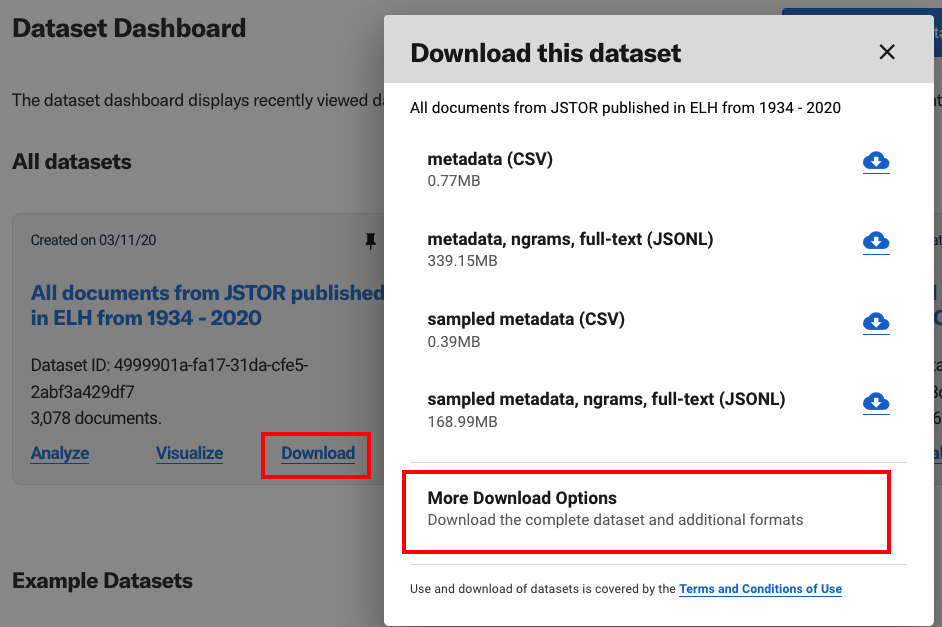 Dataset Dashboard
The dataset dashboard displays recently viewed
All datasets
Created on 03/11/20
All documents from JSTOR published
in ELH from 1934 - 2020
Dataset ID: 4999901a-fa17-31da-cfe5-
2abf3a429df7
3,078 documents.
Analyze Visualize Download
Example Datasets
Download this dataset
All documents from JSTOR published in ELH from 1934 - 2020
metadata (CSV)
0.77MB
metadata, ngrams, full-text (JSONL)
339.15MB
sampled metadata (CSV)
0.39MB
sampled metadata, ngrams, full-text (JSONL)
168.99MB
More Download Options
Download the complete dataset and additional formats
Use and download of datasets is covered by the Terms and Conditions of Use